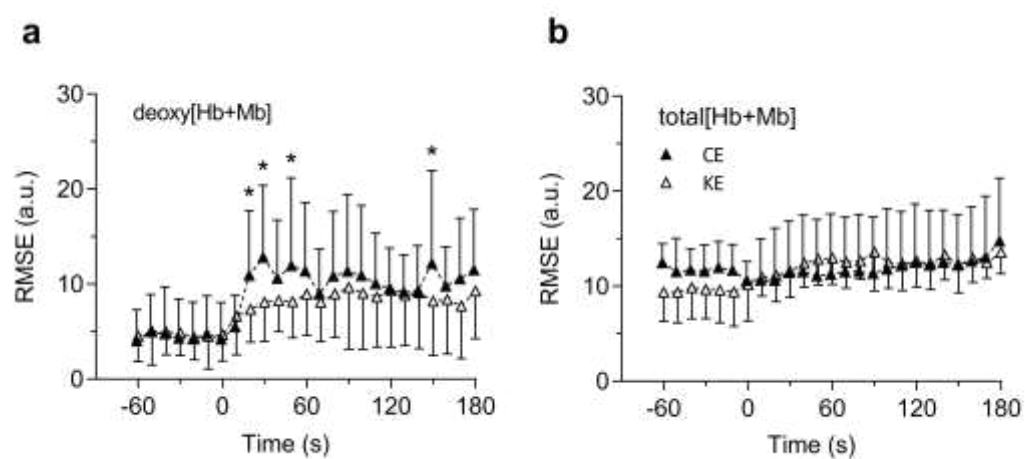 a
deoxy[Hb+Mb]
* * * *
RMSE (a.u.)
30
20
10
0
-60 0 60 120 180
Time (s)
b
total[Hb+Mb]
CE
KE
RMSE (a.u.)
30
20
10
0
-60 0 60 120 180
Time (s)